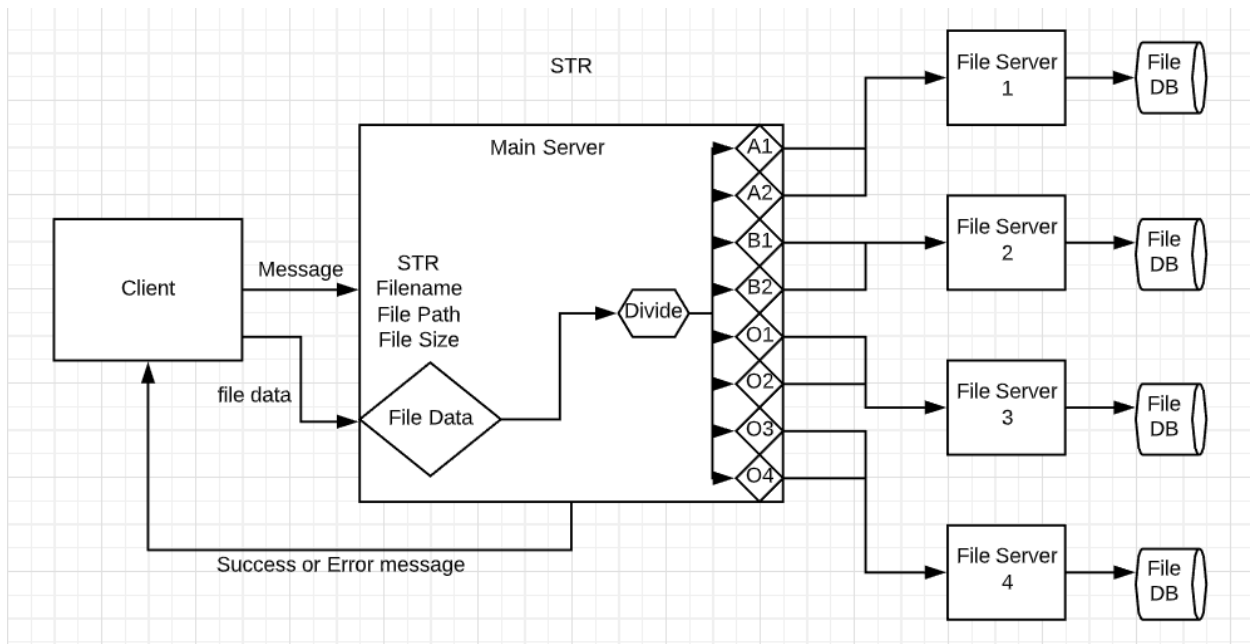 STR
Main Server
Client
Message
file data
STR
Filename
File Path
File Size
File Data
Divide
A1
A2
B1
B2
O1
O2
O3
O4
File Server
1
File
DB
File Server
2
File
DB
File Server
3
File
DB
File Server
4
File
DB
Success or Error message